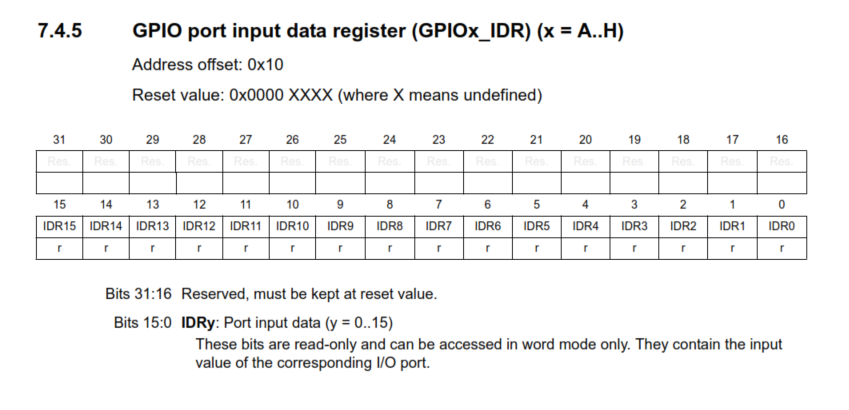 7.4.5 GPIO port input data register (GPIOx_IDR) (x = A..H)
Address offset: 0x10
Reset value: 0x0000 XXXX (where X means undefined)
31 30 29 28 27 26 25 24 23 22 21 20 19 18 17 16
Res. Res. Res. Res. Res. Res. Res. Res. Res. Res. Res. Res. Res. Res. Res. Res.
15 14 13 12 11 10 9 8 7 6 5 4 3 2 1 0
IDR15 IDR14 IDR13 IDR12 IDR11 IDR10 IDR9 IDR8 IDR7 IDR6 IDR5 IDR4 IDR3 IDR2 IDR1 IDR0
r r r r r r r r r r r r r r r r
Bits 31:16 Reserved, must be kept at reset value.
Bits 15:0 IDRy: Port input data (y = 0..15)
These bits are read-only and can be accessed in word mode only. They contain the input
value of the corresponding I/O port.